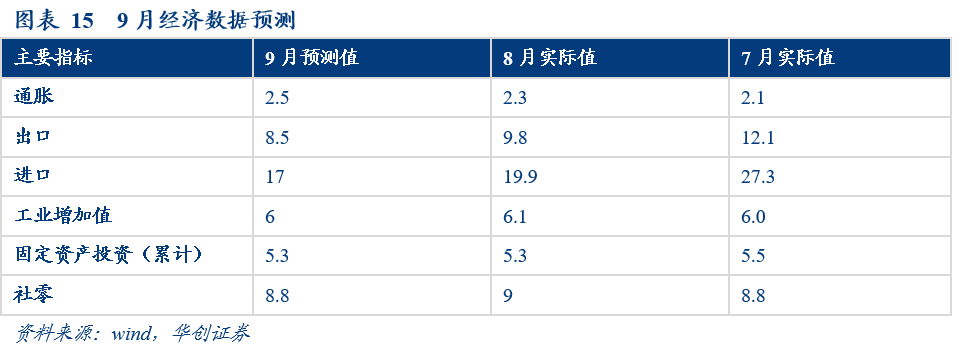 图表 15 9 月经济数据预测
主要指标 9 月预测值 8 月实际值 7 月实际值
通胀 2.5 2.3 2.1
出口 8.5 9.8 12.1
进口 17 19.9 27.3
工业增加值 6 6.1 6.0
固定资产投资（累计） 5.3 5.3 5.5
社零 8.8 9 8.8
资料来源：wind，华创证券